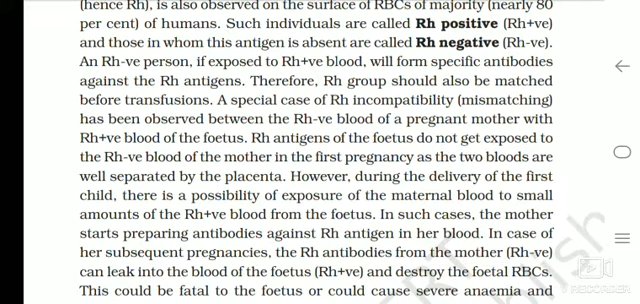 (hence Rh), is also observed on the surface of RBCs of majority (nearly 80
per cent) of humans. Such individuals are called Rh positive (Rh+ve)
and those in whom this antigen is absent are called Rh negative (Rh-ve).
An Rh-ve person, if exposed to Rh+ve blood, will form specific antibodies
against the Rh antigens. Therefore, Rh group should also be matched
before transfusions. A special case of Rh incompatibility (mismatching)
has been observed between the Rh-ve blood of a pregnant mother with
Rh+ve blood of the foetus. Rh antigens of the foetus do not get exposed to
the Rh-ve blood of the mother in the first pregnancy as the two bloods are
well separated by the placenta. However, during the delivery of the first
child, there is a possibility of exposure of the maternal blood to small
amounts of the Rh+ve blood from the foetus. In such cases, the mother
starts preparing antibodies against Rh antigen in her blood. In case of
her subsequent pregnancies, the Rh antibodies from the mother (Rh-ve)
can leak into the blood of the foetus (Rh+ve) and destroy the foetal RBCs.
This could be fatal to the foetus or could cause severe anaemia and
RECORDER